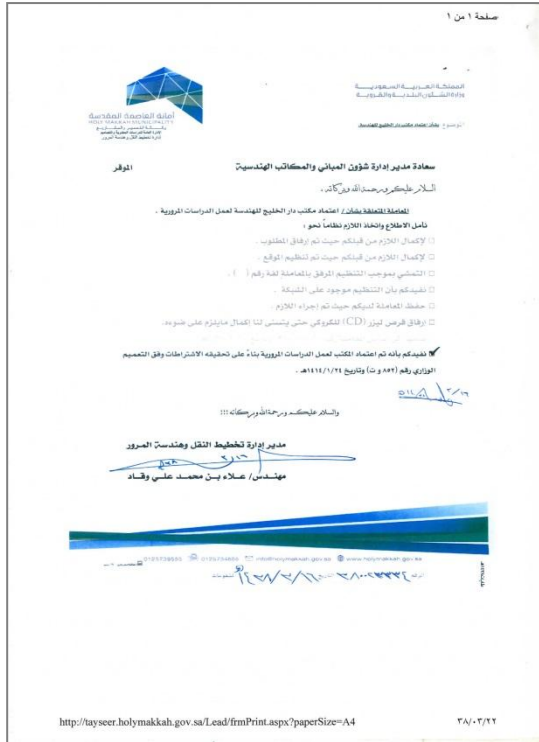 صفحة ١ من ١
المملكة العربية السعودية
وزارة الشئون البلدية والقروية
أمانة العاصمة المقدسة
HOLY MAKKAH MUNICIPALITY
الموضوع بشأن اعتماد مكتب دار الخليج للهندسة.
سعادة مدير إدارة شؤون المباني والمكاتب الهندسية الموقر
السلام عليكم ورحمة الله وبركاته ،
المعاملة المتعلقة بشأن / اعتماد مكتب دار الخليج للهندسة لعمل الدراسات المرورية .
نأمل الاطلاع واتخاذ اللازم نظاماً نحو :
□ لإكمال اللازم من قبلكم حيث تم إرفاق المطلوب .
□ لإكمال اللازم من قبلكم حيث تم تنظيم الموقع .
□ التمشي بموجب التنظيم المرفق بالمعاملة لفة رقم ( ) .
□ نفيدكم بأن التنظيم موجود على الشبكة .
□ حفظ المعاملة لديكم حيث تم إجراء اللازم .
□ إرفاق قرص ليزر (CD) للكروكي حتى يتسنى لنا إكمال مايلزم على ضوءه.
نفيدكم بأنه تم اعتماد المكتب لعمل الدراسات المرورية بناءً على تحقيقه الاشتراطات وفق التعميم
الوزاري رقم (٨٥٢ و ت) وتاريخ ١٤١٤/١/٢٤هـ .
والسلام عليكم ورحمة الله وبركاته !!!
مدير إدارة تخطيط النقل وهندسة المرور
مهندس/ علاء بن محمد علي وقاد
info@holymakkah.gov.sa www.holymakkah.gov.sa
http://tayseer.holymakkah.gov.sa/Lead/frmPrint.aspx?paperSize=A4 ٣٨/٠٣/٢٢